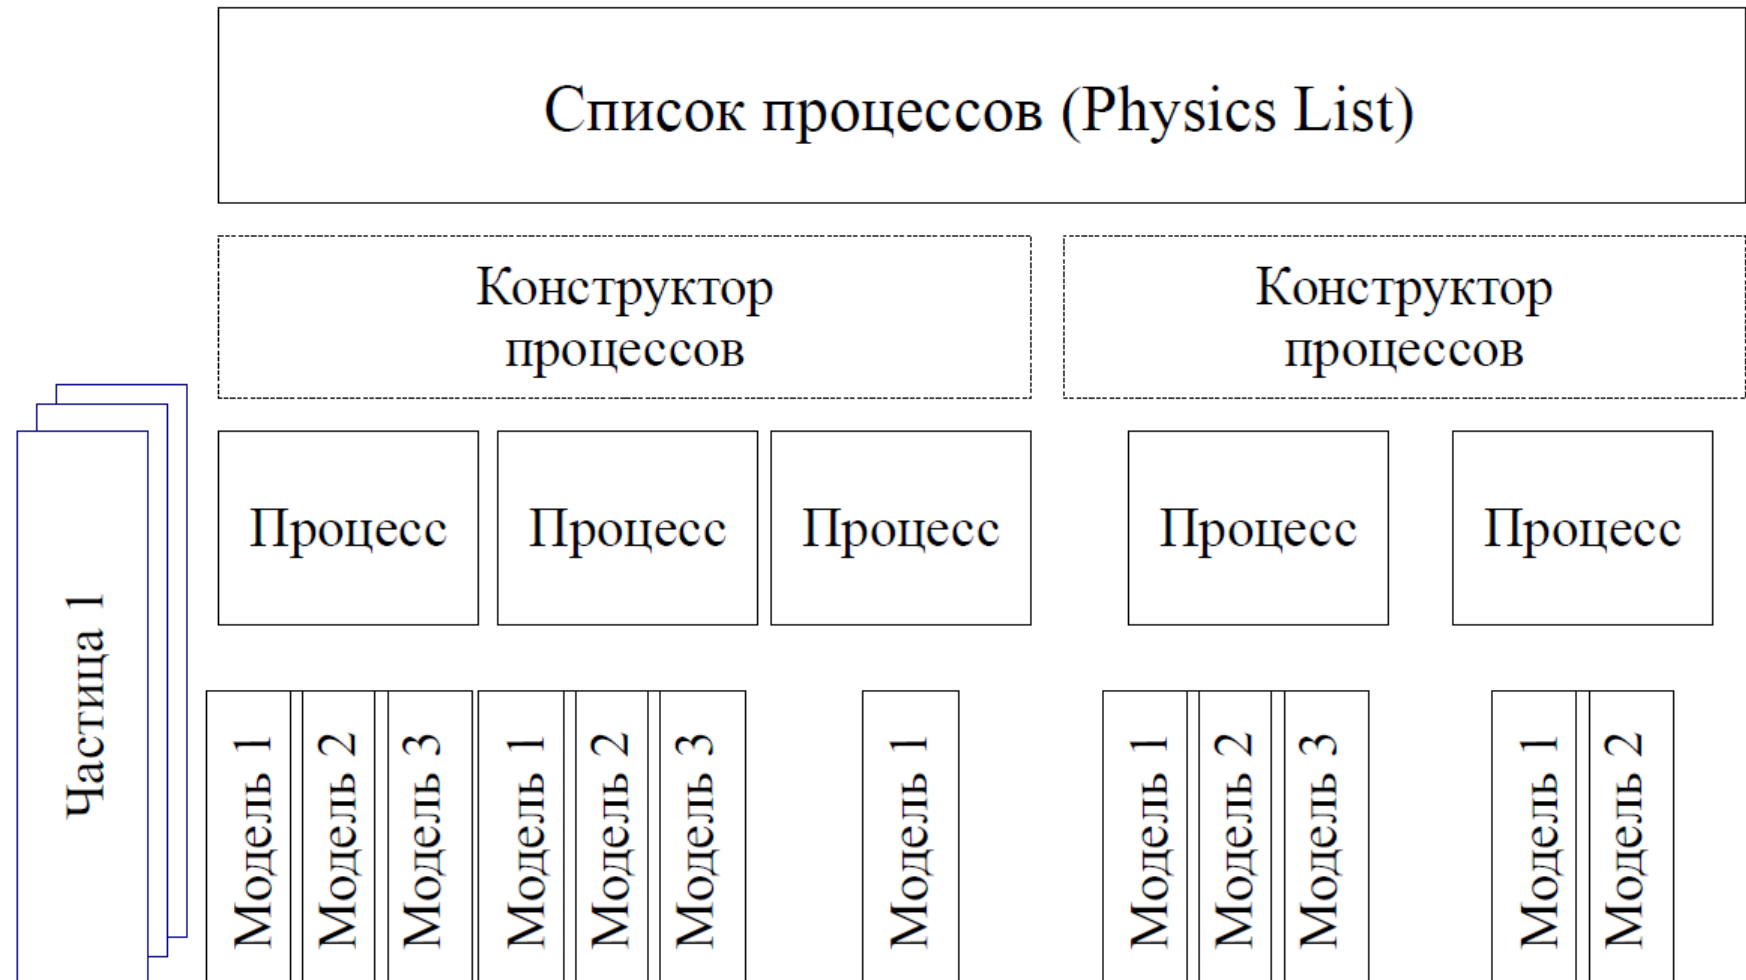 Список процессов (Physics List)
Конструктор
процессов
Конструктор
процессов
Процесс
Процесс
Процесс
Процесс
Процесс
Частица 1
Модель 1
Модель 2
Модель 3
Модель 1
Модель 2
Модель 3
Модель 1
Модель 1
Модель 2
Модель 3
Модель 1
Модель 2